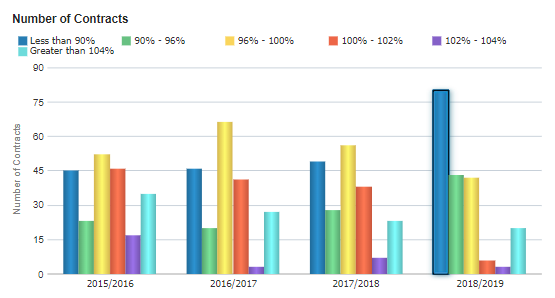 Number of Contracts
Less than 90% 90% - 96% 96% - 100% 100% - 102% 102% - 104%
Greater than 104%
Number of Contracts
90
75
60
45
30
15
0
2015/2016 2016/2017 2017/2018 2018/2019